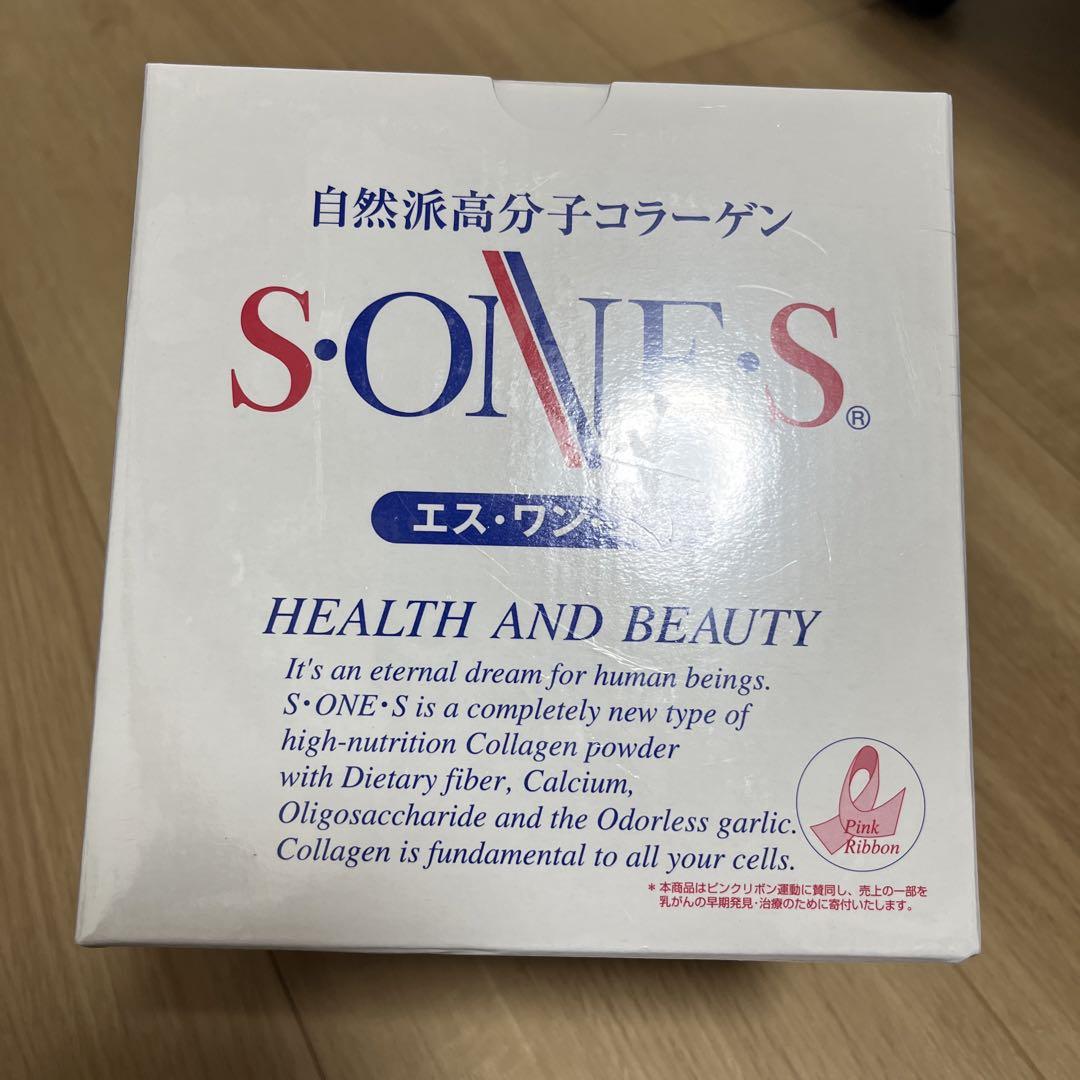 自然派高分子コラーゲン
S・ONE・S®
エス・ワン・
HEALTH AND BEAUTY
It's an eternal dream for human beings.
S・ONE・S is a completely new type of
high-nutrition Collagen powder
with Dietary fiber, Calcium,
Oligosaccharide and the Odorless garlic.
Collagen is fundamental to all your cells.
Pink
Ribbon
*本商品はピンクリボン運動に賛同し、売上の一部を
乳がんの早期発見・治療のために寄付いたします。